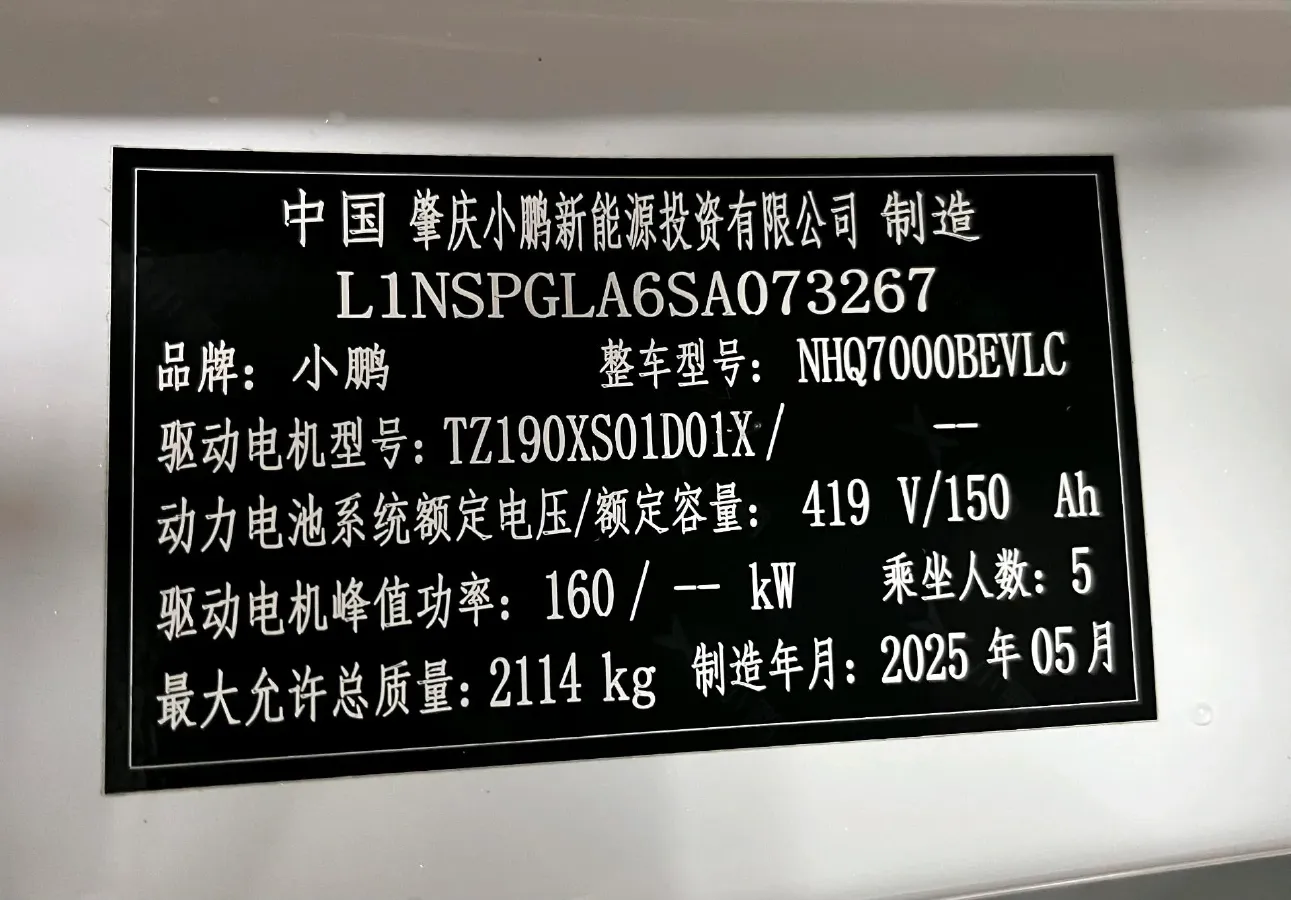 中国 肇庆小鹏新能源投资有限公司 制造
L1NSPGLA6SA073267
品牌：小鹏 整车型号：NHQ7000BEVLC
驱动电机型号：TZ190XS01D01X/ --
动力电池系统额定电压/额定容量：419 V/150 Ah
驱动电机峰值功率：160/ -- kW 乘坐人数：5
最大允许总质量：2114 kg 制造年月：2025年05月